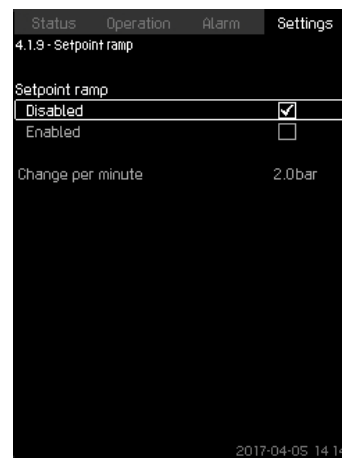 Status Operation Alarm Settings
4.1.9 - Setpoint ramp
Setpoint ramp
Disabled
Enabled
Change per minute 2.0bar
2017-04-05 14:14